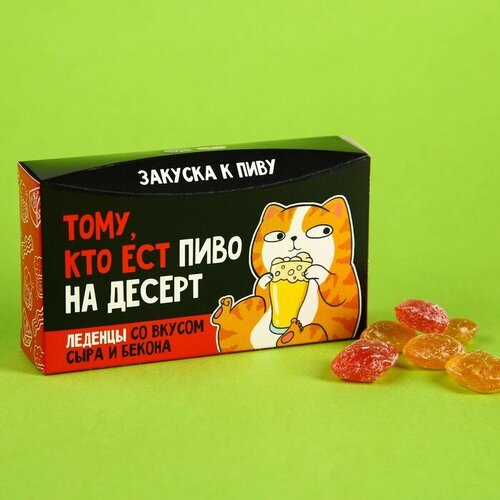 ЗАКУСКА К ПИВУ
ТОМУ,
КТО ЕСТ ПИВО
НА ДЕСЕРТ
ЛЕДЕНЦЫ СО ВКУСОМ
СЫРА И БЕКОНА